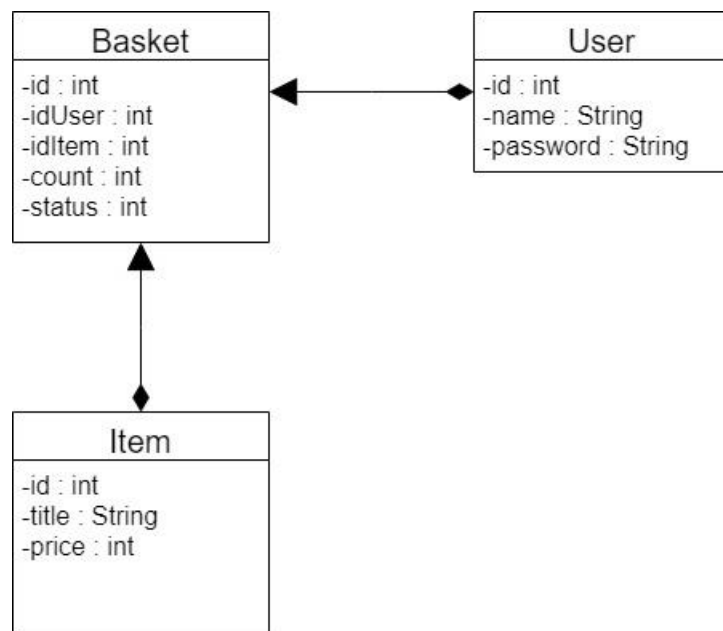 Basket
-id : int
-idUser : int
-idItem : int
-count : int
-status : int
User
-id : int
-name : String
-password : String
Item
-id : int
-title : String
-price : int